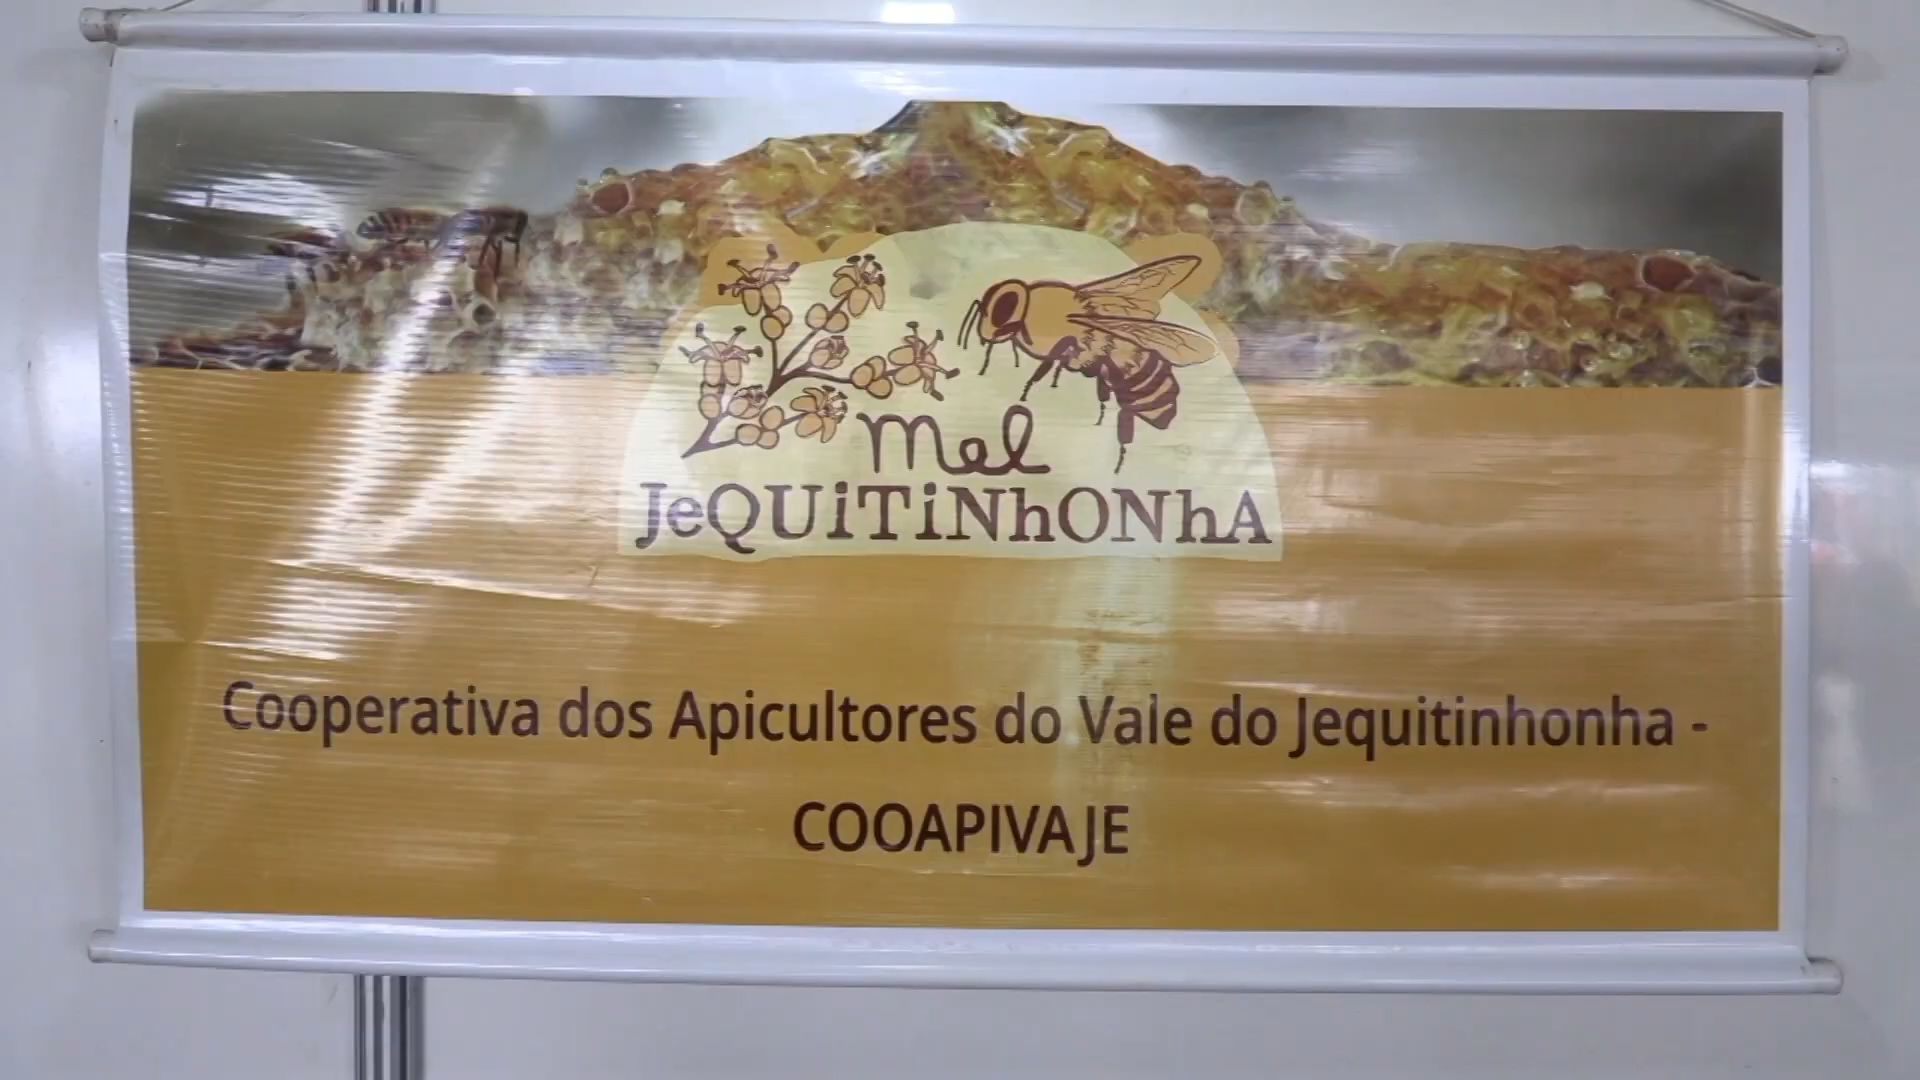 Mel
JeQUiTiNhONhA
Cooperativa dos Apicultores do Vale do Jequitinhonha -
COOAPIVAJE